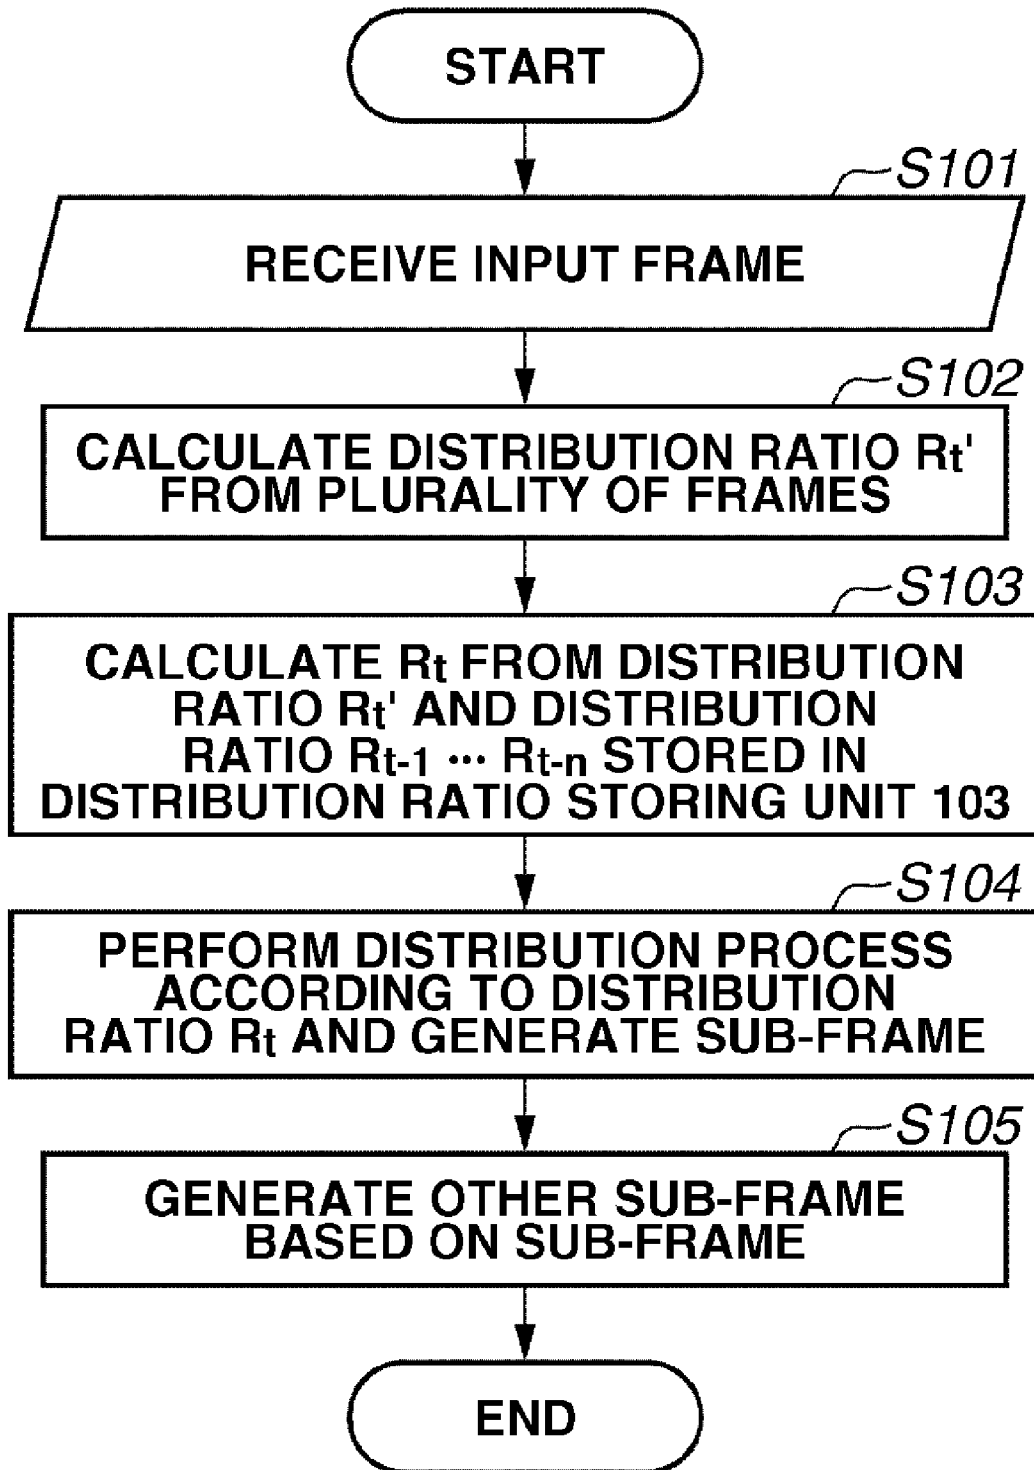 START
S101
RECEIVE INPUT FRAME
S102
CALCULATE DISTRIBUTION RATIO Rt'
FROM PLURALITY OF FRAMES
S103
CALCULATE Rt FROM DISTRIBUTION
RATIO Rt' AND DISTRIBUTION
RATIO Rt-1 ··· Rt-n STORED IN
DISTRIBUTION RATIO STORING UNIT 103
S104
PERFORM DISTRIBUTION PROCESS
ACCORDING TO DISTRIBUTION
RATIO Rt AND GENERATE SUB-FRAME
S105
GENERATE OTHER SUB-FRAME
BASED ON SUB-FRAME
END